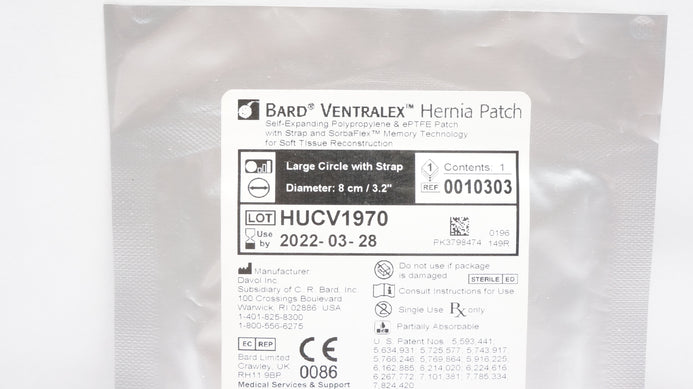 BARD® VENTRALEX™ Hernia Patch
Self-Expanding Polypropylene & ePTFE Patch
with Strap and SorbaFlex™ Memory Technology
for Soft Tissue Reconstruction
Large Circle with Strap
Diameter: 8 cm / 3.2"
1
Contents: 1
REF 0010303
LOT HUCV1970
Use by 2022-03-28
0196
PK3798474 149R
Manufacturer
Davol Inc.
Subsidiary of C. R. Bard, Inc.
100 Crossings Boulevard
Warwick, RI 02886 USA
1-401-825-8300
1-800-556-6275
EC REP
Bard Limited
Crawley, UK
RH11 9BP
CE
0086
Medical Services & Support
Do not use if package
is damaged
STERILE EO
Consult Instructions for Use
2
Single Use Rx only
Partially Absorbable
U.S. Patent Nos. 5,593,441;
5,634,931; 5,725,577; 5,743,917;
5,766,246; 5,769,864; 5,916,225;
6,162,885; 6,214,020; 6,224,616;
6,267,772; 7,101,381; 7,785,334;
7,824,420